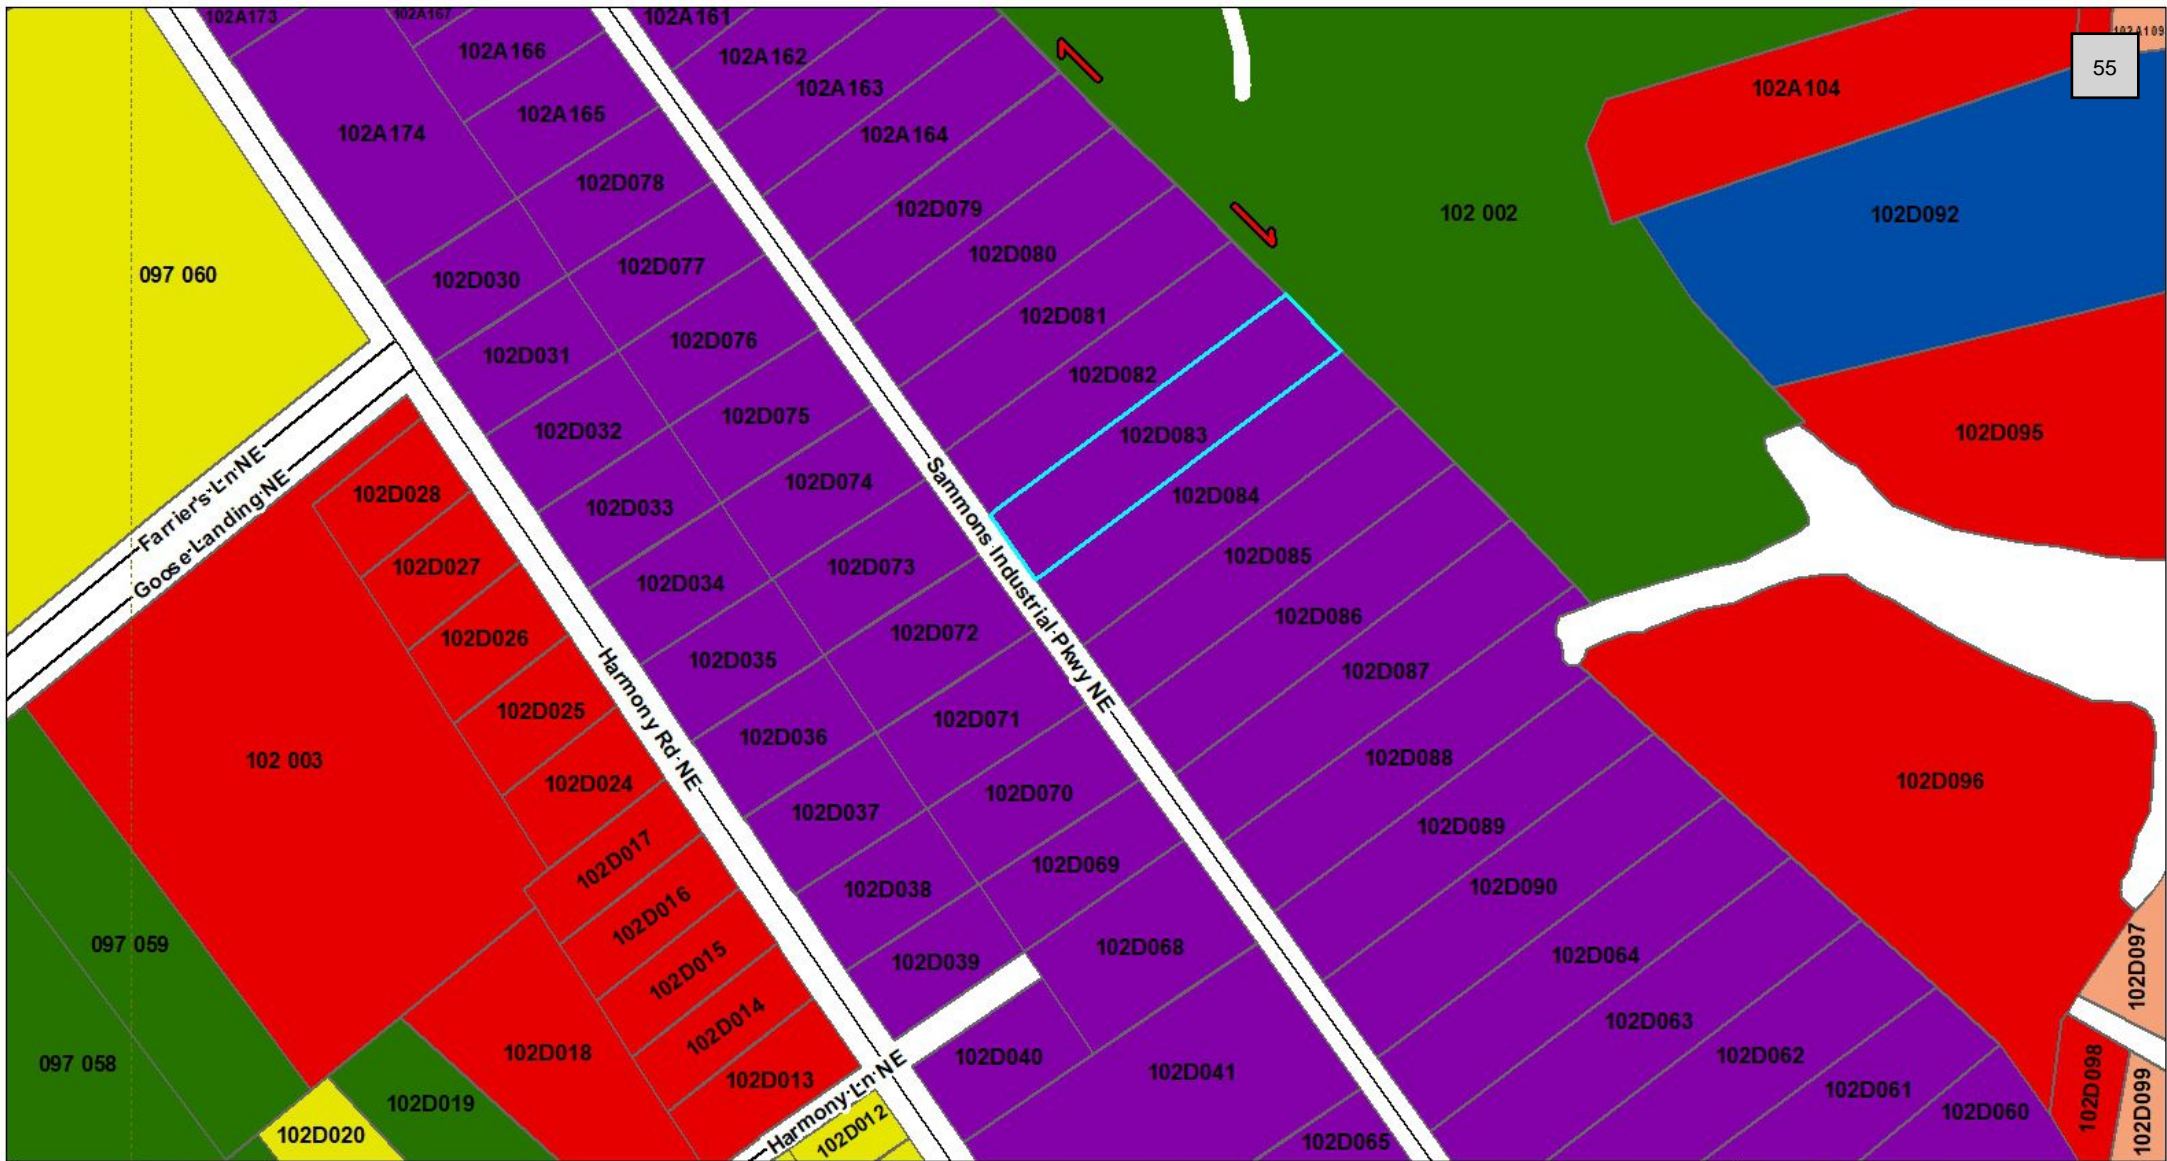 102A173
102A167
102A161
102A109
55
102A166
102A162
102A163
102A104
102A165
102A174
102A164
102D078
102D079
102 002
102D092
097 060
102D030
102D077
102D080
102D081
102D031
102D076
102D082
102D032
102D075
102D083
102D095
Farrier's Ln NE
Goose Landing NE
102D028
102D033
102D074
Sammons Industrial Pkwy NE
102D084
102D027
102D034
102D073
102D085
102D026
102D072
102D086
Harmony Rd NE
102D035
102D087
102D025
102D036
102D071
102D088
102 003
102D024
102D070
102D096
102D037
102D089
102D017
102D069
102D038
102D090
102D016
097 059
102D068
102D039
102D064
102D097
102D015
102D014
102D063
097 058
102D018
102D040
102D041
102D062
102D013
102D061
102D098
102D019
Harmony Ln NE
102D060
102D099
102D020
102D012
102D065